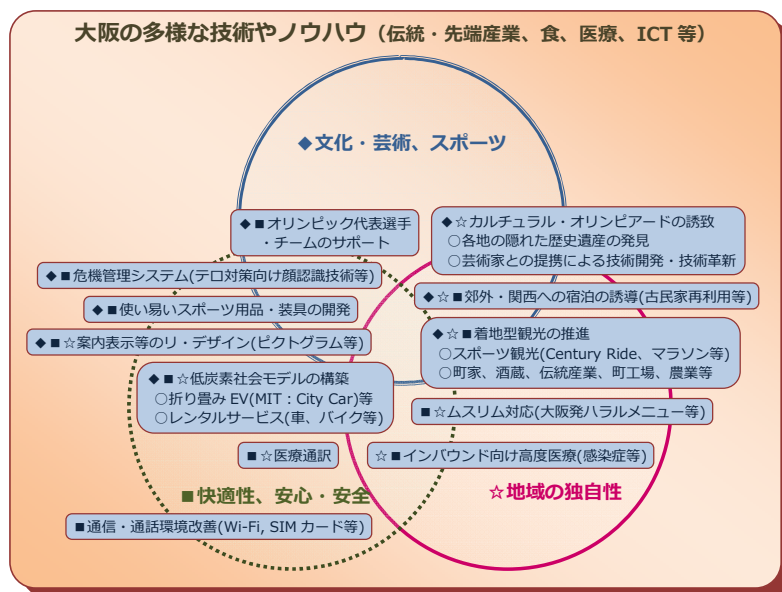 大阪の多様な技術やノウハウ（伝統・先端産業、食、医療、ICT 等）
◆文化・芸術、スポーツ
◆■オリンピック代表選手
・チームのサポート
◆☆カルチュラル・オリンピアードの誘致
○各地の隠れた歴史遺産の発見
○芸術家との提携による技術開発・技術革新
◆■危機管理システム(テロ対策向け顔認識技術等)
◆☆■郊外・関西への宿泊の誘導(古民家再利用等)
◆■使い易いスポーツ用品・装具の開発
◆■☆案内表示等のリ・デザイン(ピクトグラム等)
◆☆■着地型観光の推進
○スポーツ観光(Century Ride、マラソン等)
○町家、酒蔵、伝統産業、町工場、農業等
◆■☆低炭素社会モデルの構築
○折り畳み EV(MIT：City Car)等
○レンタルサービス(車、バイク等)
■☆ムスリム対応(大阪発ハラルメニュー等)
■☆医療通訳
☆■インバウンド向け高度医療(感染症等)
■快適性、安心・安全
☆地域の独自性
■通信・通話環境改善(Wi-Fi, SIM カード等)